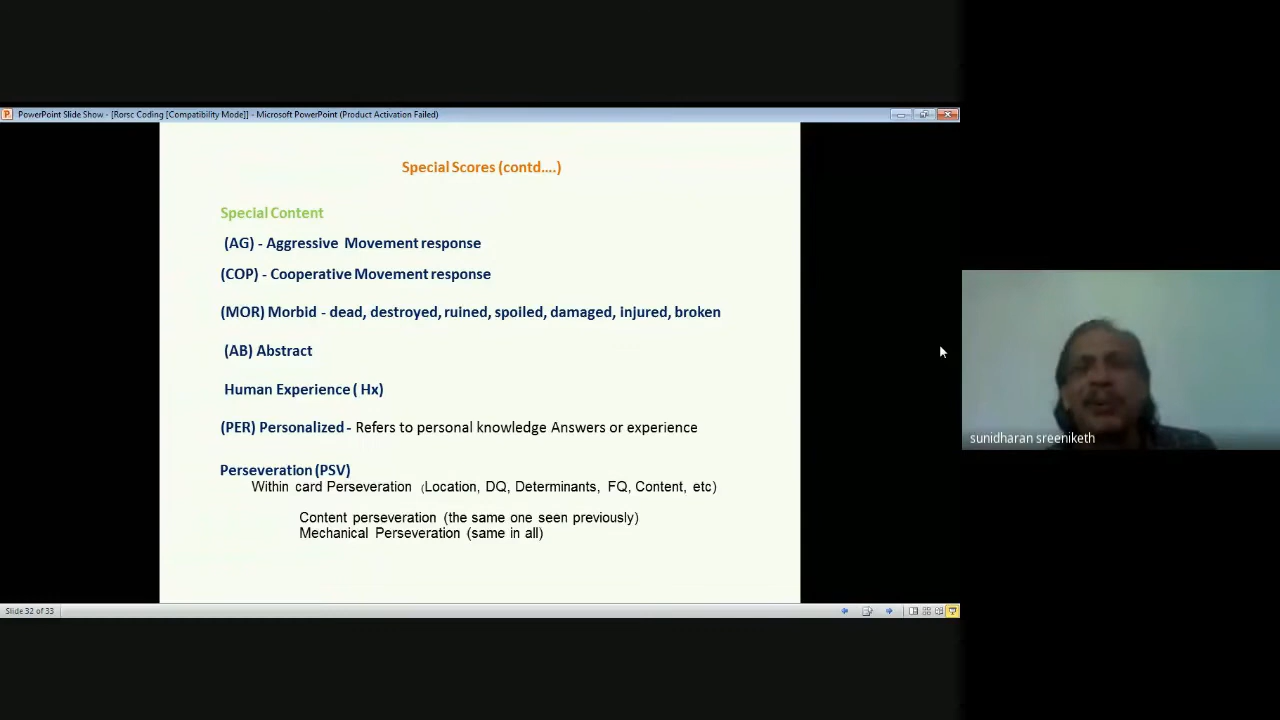 PowerPoint Slide Show - [Rorsc Coding [Compatibility Mode]] - Microsoft PowerPoint (Product Activation Failed)
Special Scores (contd....)
Special Content
(AG) - Aggressive Movement response
(COP) - Cooperative Movement response
(MOR) Morbid - dead, destroyed, ruined, spoiled, damaged, injured, broken
(AB) Abstract
Human Experience ( Hx)
(PER) Personalized - Refers to personal knowledge Answers or experience
Perseveration (PSV)
Within card Perseveration (Location, DQ, Determinants, FQ, Content, etc)
Content perseveration (the same one seen previously)
Mechanical Perseveration (same in all)
Slide 32 of 33
sunidharan sreeniketh